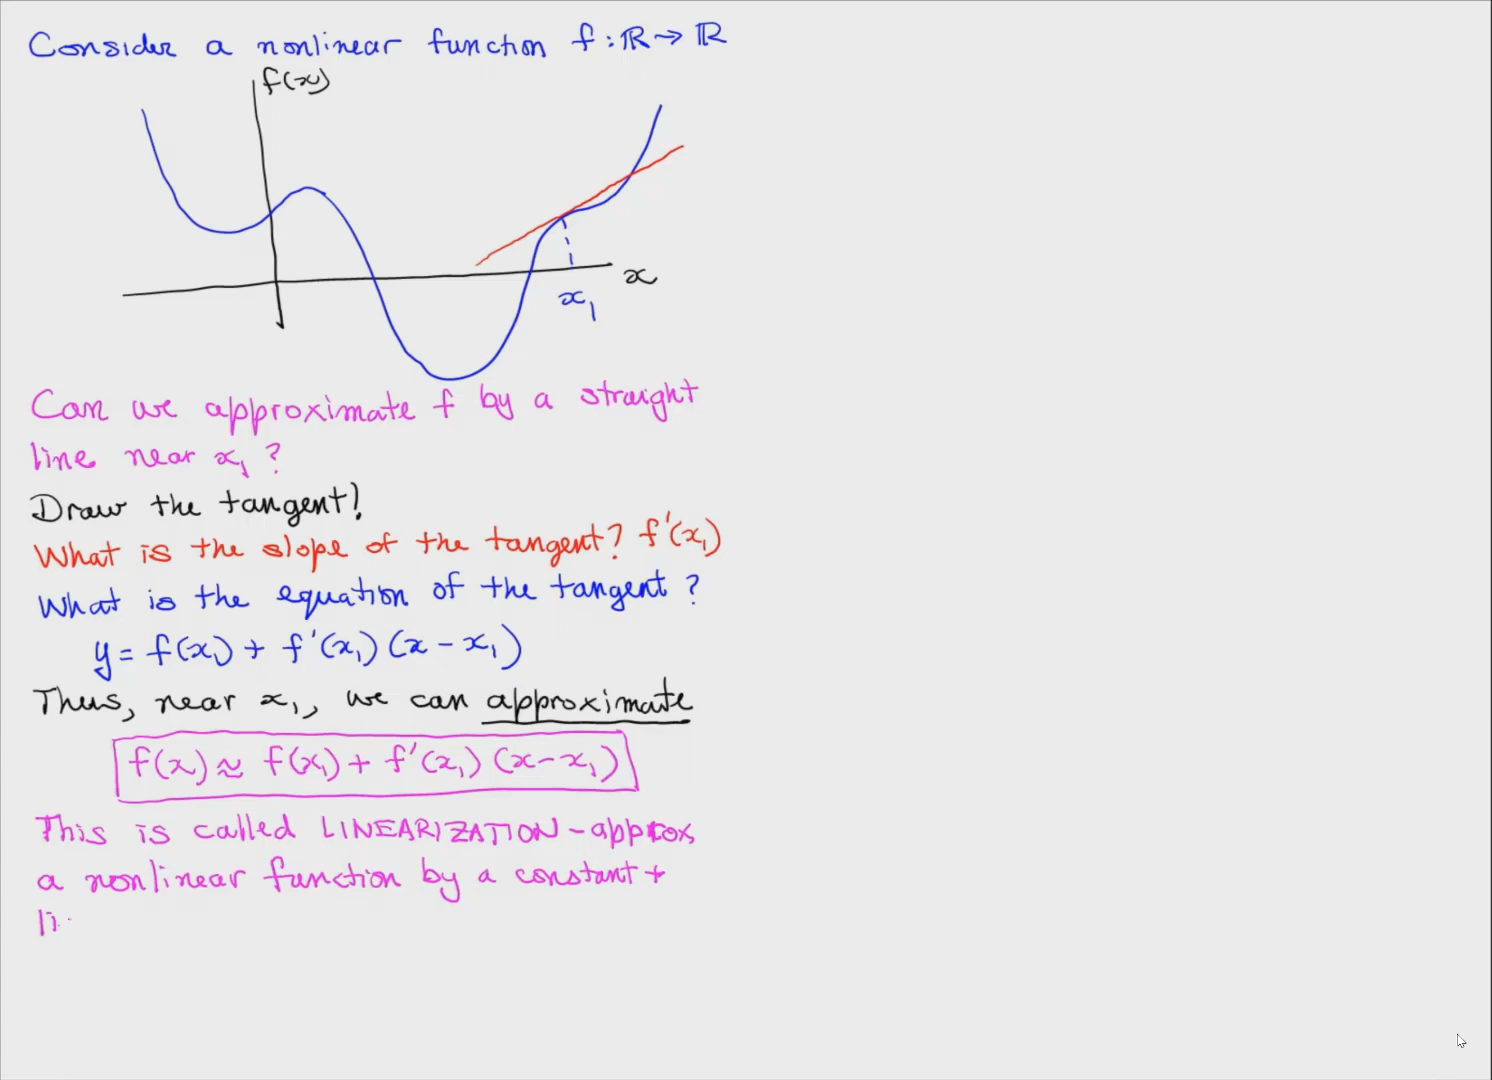 Consider a nonlinear function f : ℝ → ℝ
f(x)
x
x₁
Can we approximate f by a straight
line near x₁ ?
Draw the tangent!
What is the slope of the tangent? f'(x₁)
What is the equation of the tangent ?
y = f(x₁) + f'(x₁) (x - x₁)
Thus, near x₁, we can approximate
f(x) ≈ f(x₁) + f'(x₁) (x - x₁)
This is called LINEARIZATION - approx
a nonlinear function by a constant +